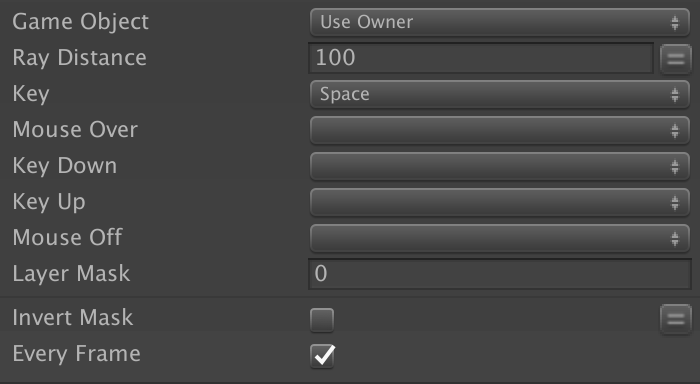 Game Object Use Owner
Ray Distance 100
Key Space
Mouse Over
Key Down
Key Up
Mouse Off
Layer Mask 0
Invert Mask
Every Frame